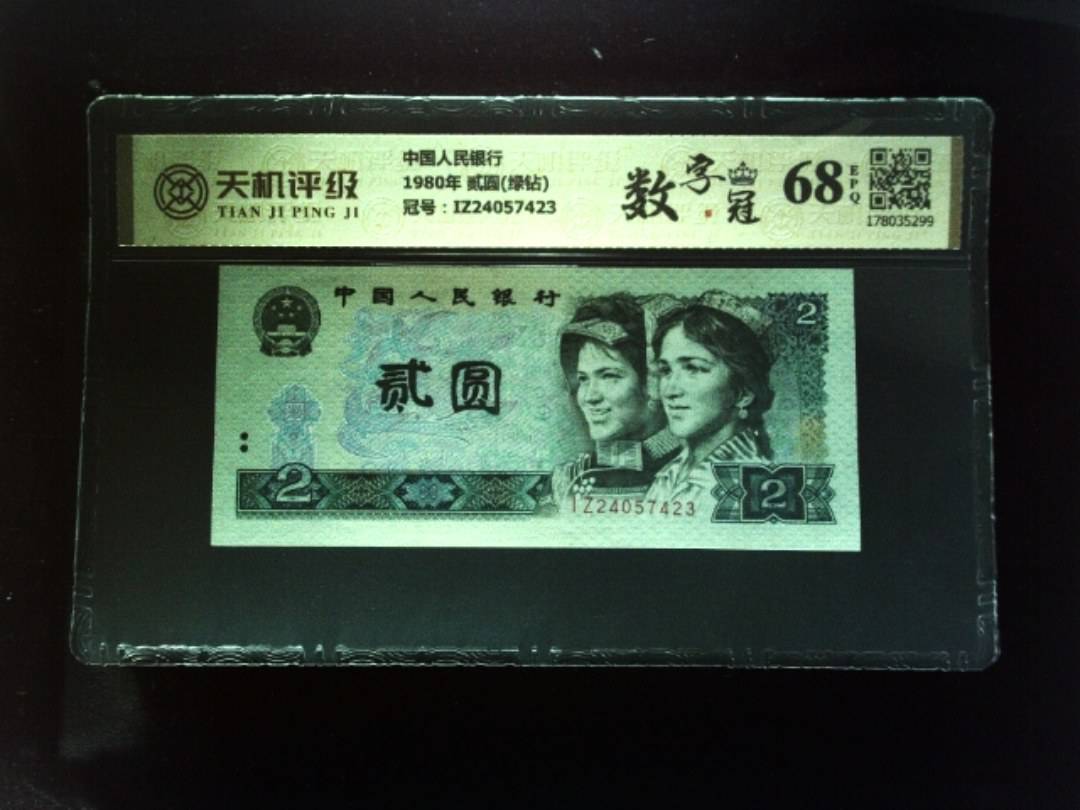 天机评级
TIAN JI PING JI
中国人民银行
1980年 贰圆(绿钻)
冠号：IZ24057423
数字冠
68
EPQ
178035299
中国人民银行
2
贰圆
2
IZ24057423
2